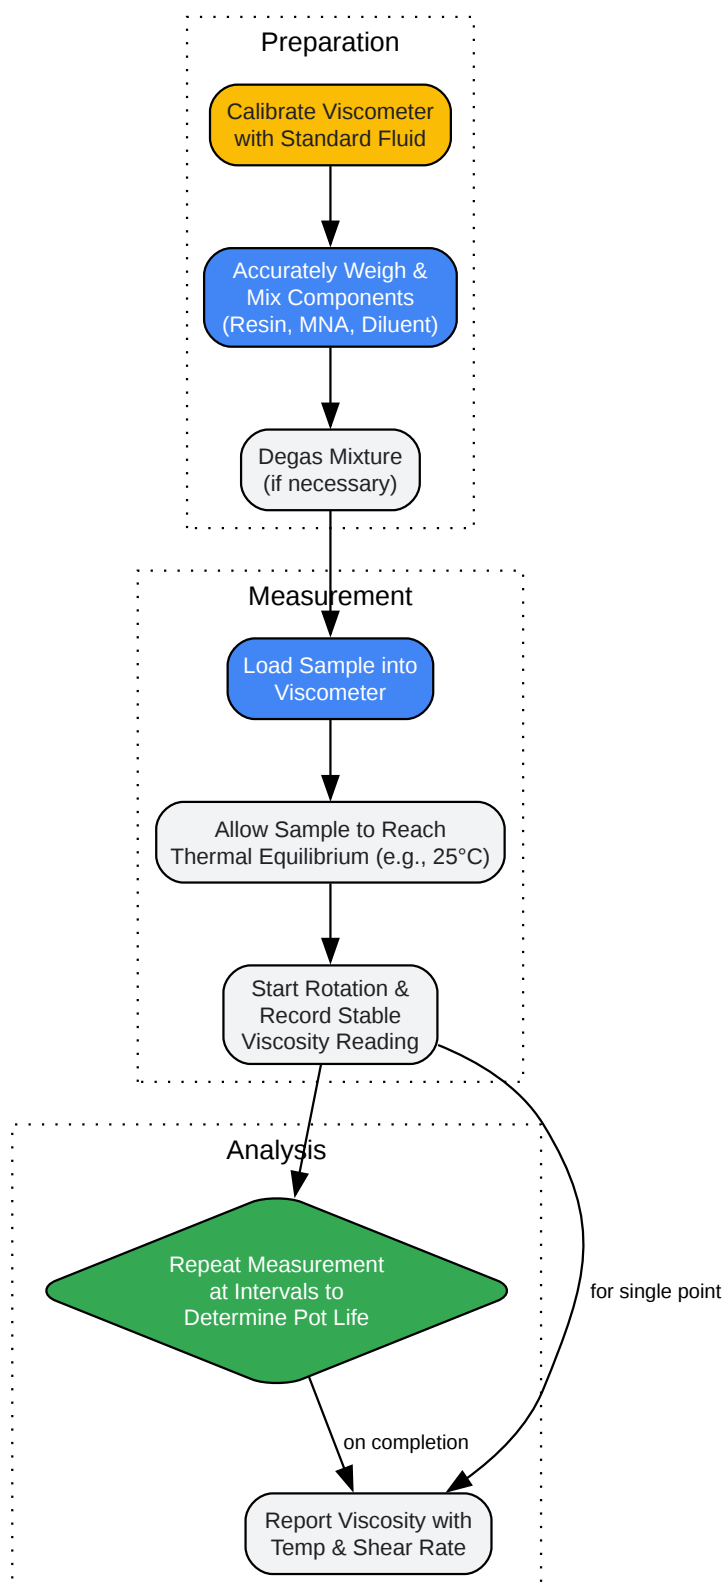 Preparation
Calibrate Viscometer
with Standard Fluid
Accurately Weigh &
Mix Components
(Resin, MNA, Diluent)
Degas Mixture
(if necessary)
Measurement
Load Sample into
Viscometer
Allow Sample to Reach
Thermal Equilibrium (e.g., 25°C)
Start Rotation &
Record Stable
Viscosity Reading
Analysis
Repeat Measurement
at Intervals to
Determine Pot Life
for single point
on completion
Report Viscosity with
Temp & Shear Rate